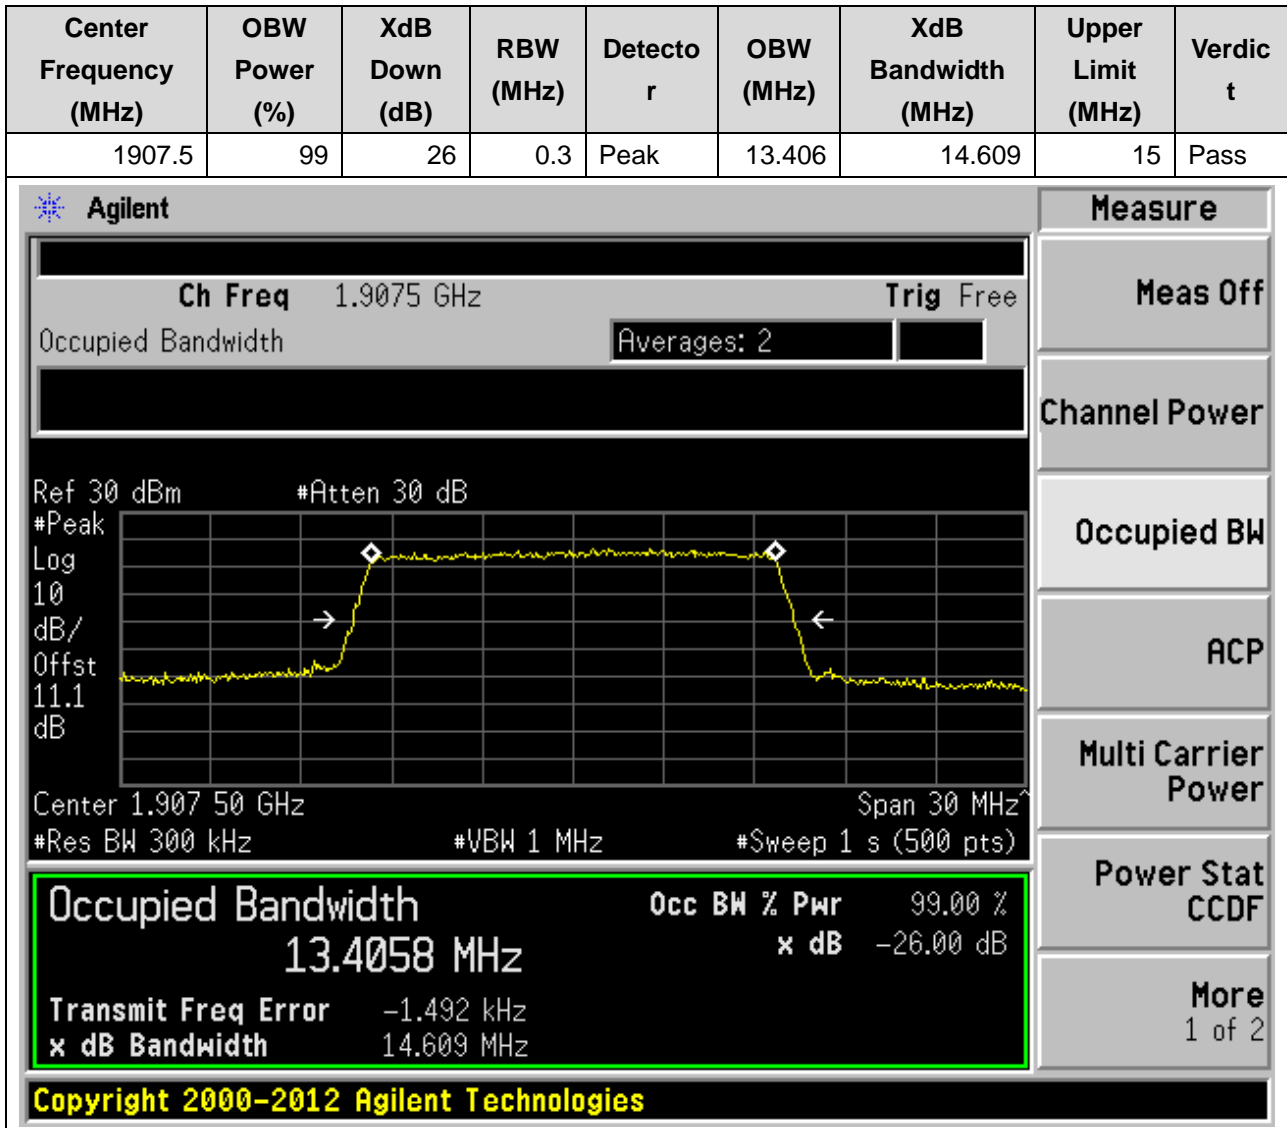 Center Frequency (MHz) OBW Power (%) XdB Down (dB) RBW (MHz) Detector OBW (MHz) XdB Bandwidth (MHz) Upper Limit (MHz) Verdict
1907.5 99 26 0.3 Peak 13.406 14.609 15 Pass
Agilent
Measure
Ch Freq 1.9075 GHz Trig Free
Occupied Bandwidth Averages: 2
Ref 30 dBm #Atten 30 dB
#Peak
Log
10
dB/
Offst
11.1
dB
Center 1.907 50 GHz Span 30 MHz^
#Res BW 300 kHz #VBW 1 MHz #Sweep 1 s (500 pts)
Occupied Bandwidth Occ BW % Pwr 99.00 %
13.4058 MHz x dB -26.00 dB
Transmit Freq Error -1.492 kHz
x dB Bandwidth 14.609 MHz
Meas Off
Channel Power
Occupied BW
ACP
Multi Carrier
Power
Power Stat
CCDF
More
1 of 2
Copyright 2000-2012 Agilent Technologies